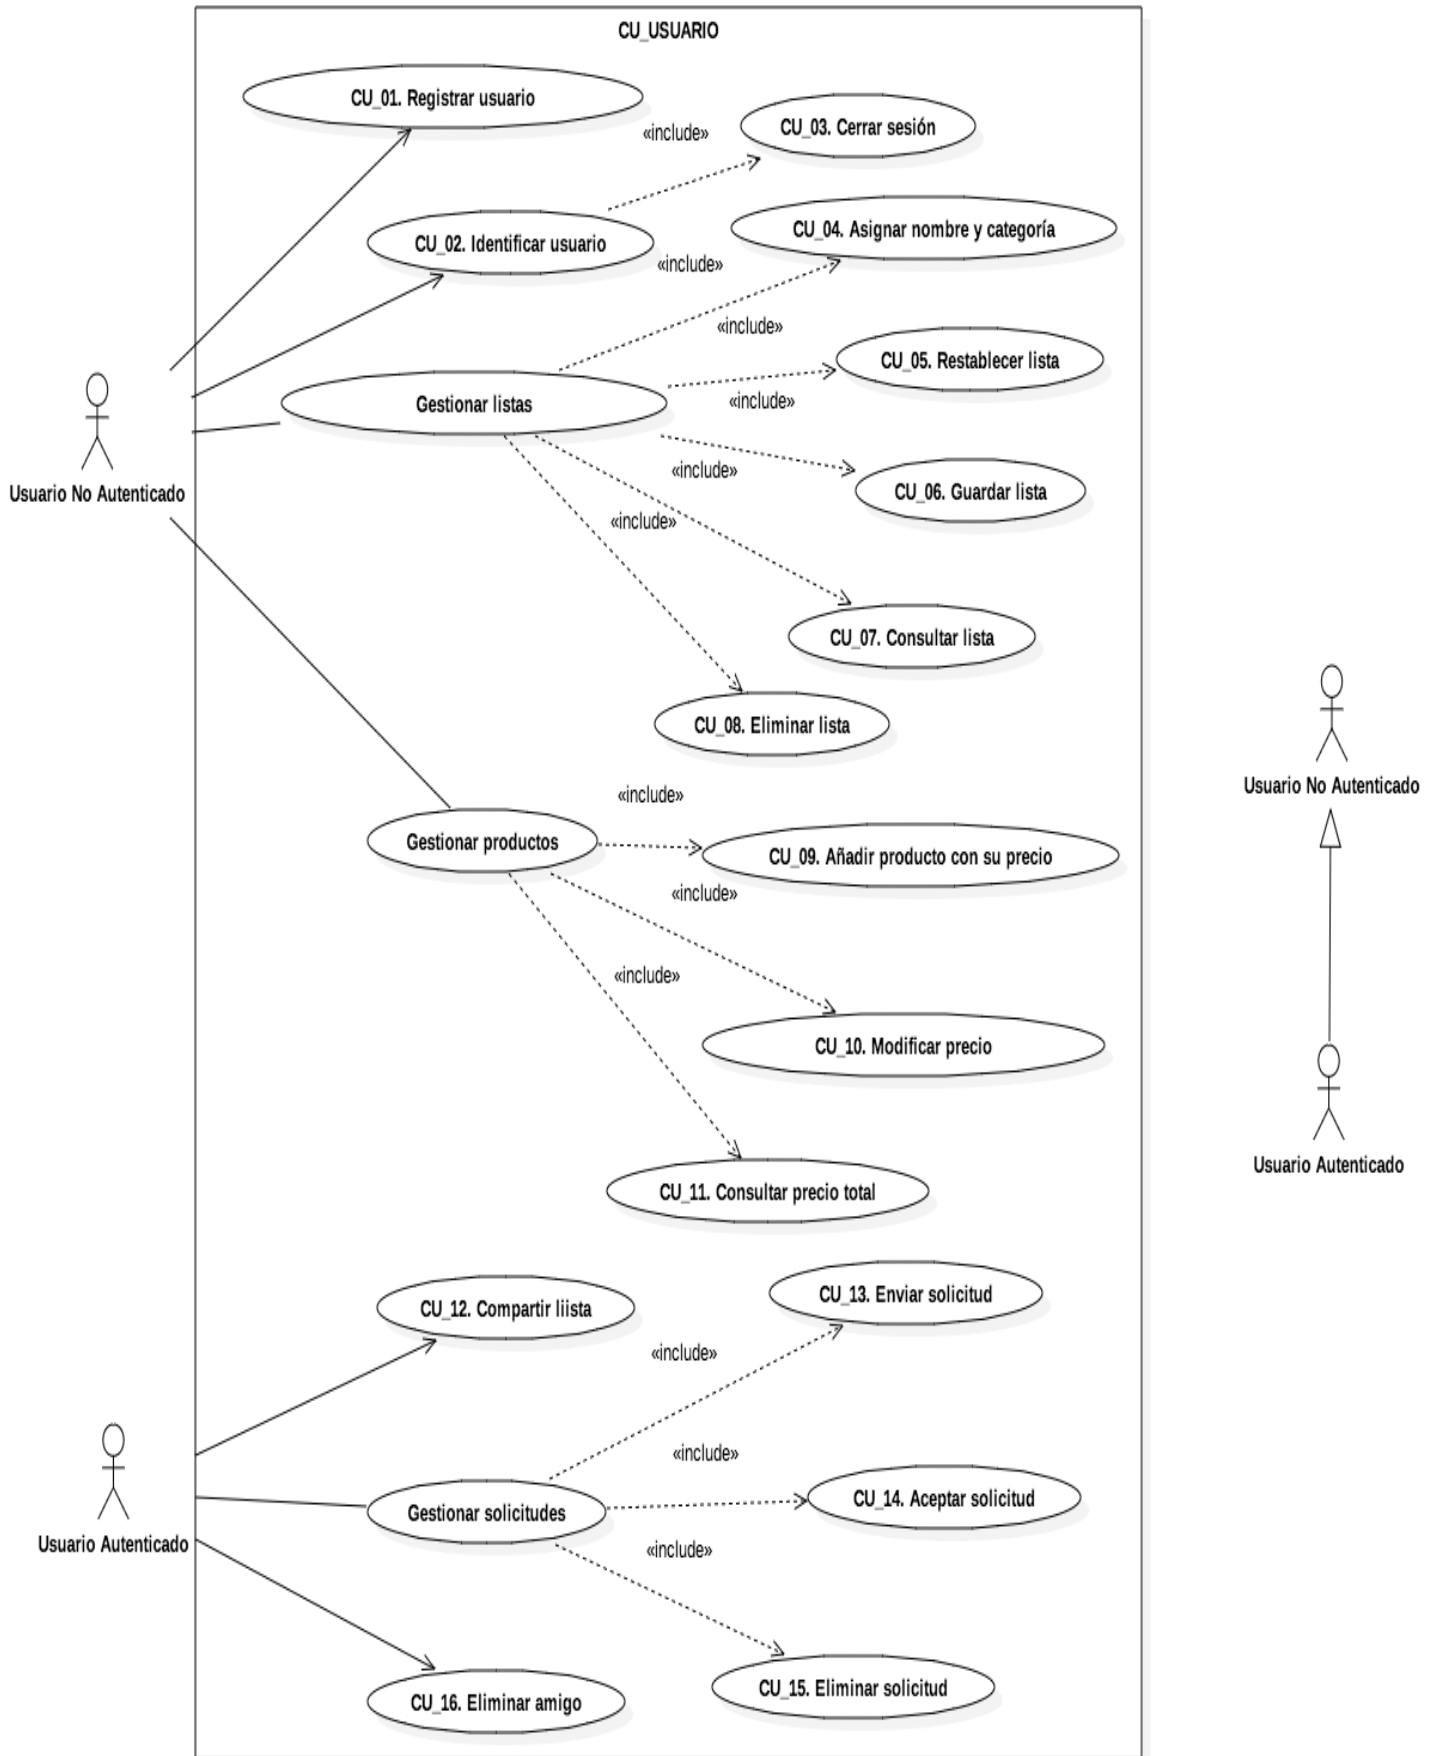 CU_USUARIO
CU_01. Registrar usuario
«include»
CU_03. Cerrar sesión
CU_02. Identificar usuario
CU_04. Asignar nombre y categoría
«include»
«include»
CU_05. Restablecer lista
Gestionar listas
«include»
«include»
CU_06. Guardar lista
Usuario No Autenticado
«include»
CU_07. Consultar lista
CU_08. Eliminar lista
Usuario No Autenticado
«include»
Gestionar productos
CU_09. Añadir producto con su precio
«include»
«include»
CU_10. Modificar precio
Usuario Autenticado
CU_11. Consultar precio total
CU_13. Enviar solicitud
CU_12. Compartir liista
«include»
«include»
CU_14. Aceptar solicitud
Gestionar solicitudes
Usuario Autenticado
«include»
CU_15. Eliminar solicitud
CU_16. Eliminar amigo